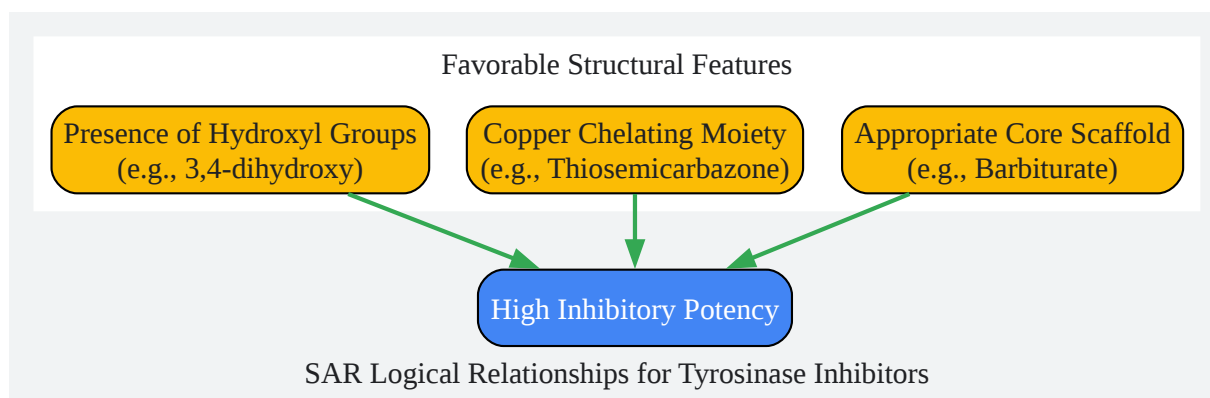 Favorable Structural Features
Presence of Hydroxyl Groups
(e.g., 3,4-dihydroxy)
Copper Chelating Moiety
(e.g., Thiosemicarbazone)
Appropriate Core Scaffold
(e.g., Barbiturate)
High Inhibitory Potency
SAR Logical Relationships for Tyrosinase Inhibitors